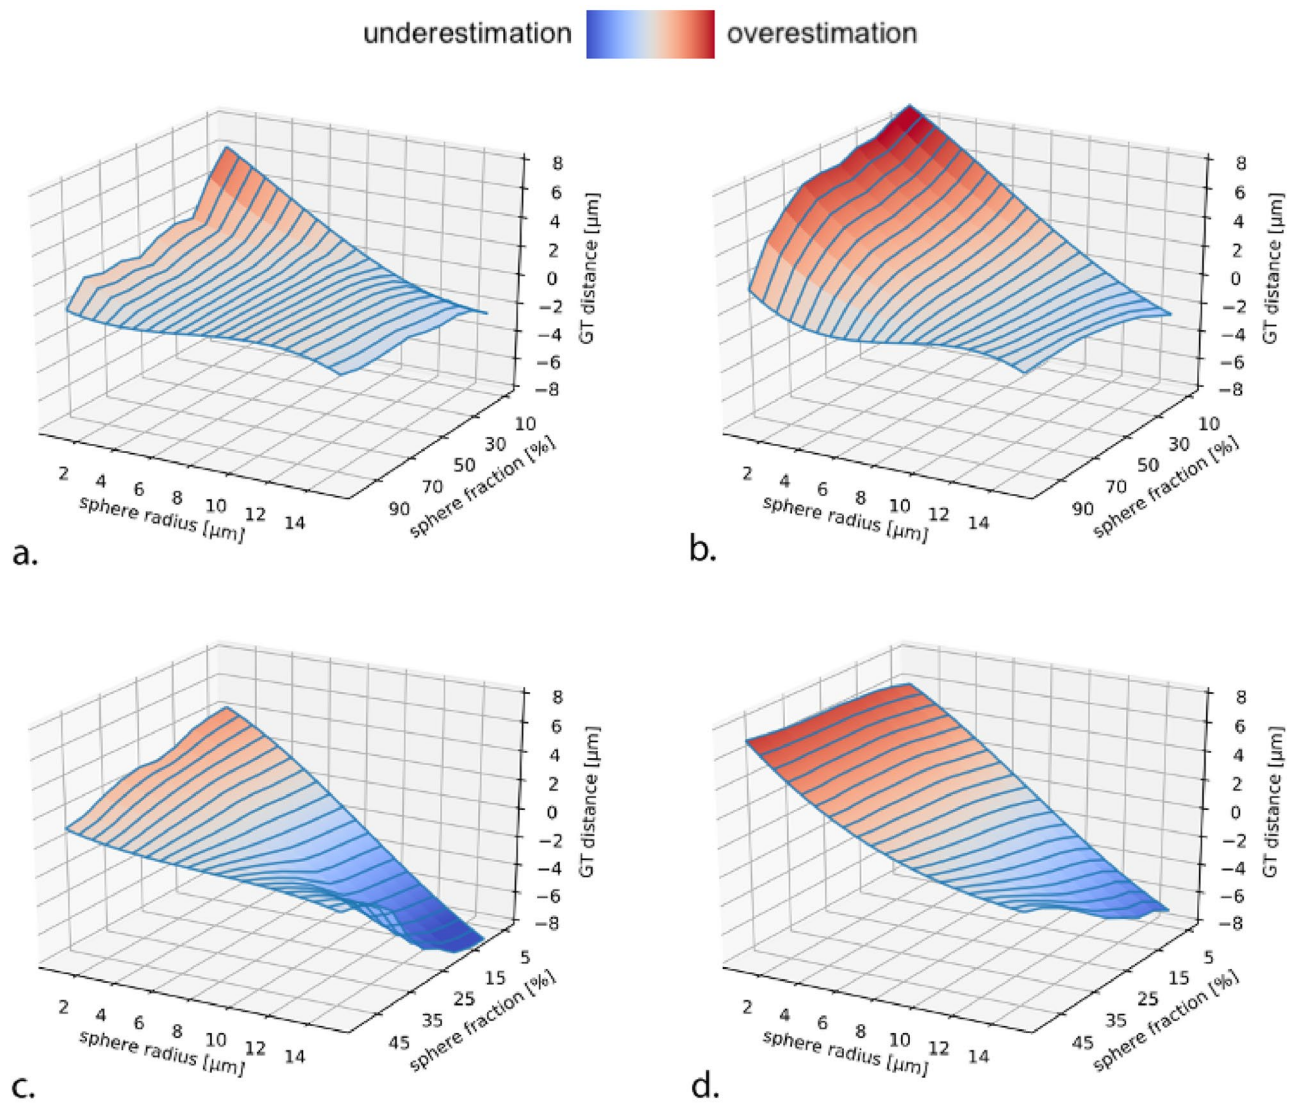 underestimation overestimation
8
6
4
2
0
−2
−4
−6
−8
GT distance [µm]
10
30
50
70
90
sphere fraction [%]
2 4 6 8 10 12 14
sphere radius [µm]
a.
8
6
4
2
0
−2
−4
−6
−8
GT distance [µm]
10
30
50
70
90
sphere fraction [%]
2 4 6 8 10 12 14
sphere radius [µm]
b.
8
6
4
2
0
−2
−4
−6
−8
GT distance [µm]
5
15
25
35
45
sphere fraction [%]
2 4 6 8 10 12 14
sphere radius [µm]
c.
8
6
4
2
0
−2
−4
−6
−8
GT distance [µm]
5
15
25
35
45
sphere fraction [%]
2 4 6 8 10 12 14
sphere radius [µm]
d.